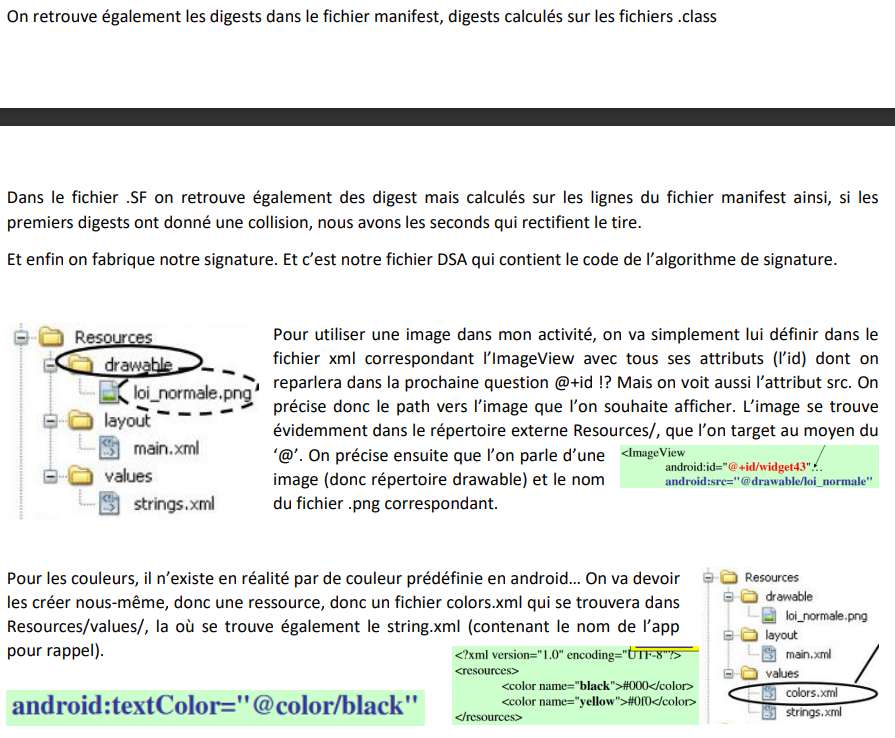 On retrouve également les digests dans le fichier manifest, digests calculés sur les fichiers .class
Dans le fichier .SF on retrouve également des digest mais calculés sur les lignes du fichier manifest ainsi, si les
premiers digests ont donné une collision, nous avons les seconds qui rectifient le tire.
Et enfin on fabrique notre signature. Et c’est notre fichier DSA qui contient le code de l’algorithme de signature.
Resources
drawable
loi_normale.png
layout
main.xml
values
strings.xml
Pour utiliser une image dans mon activité, on va simplement lui définir dans le
fichier xml correspondant l’ImageView avec tous ses attributs (l’id) dont on
reparlera dans la prochaine question @+id !? Mais on voit aussi l’attribut src. On
précise donc le path vers l’image que l’on souhaite afficher. L’image se trouve
évidemment dans le répertoire externe Resources/, que l’on target au moyen du
‘@’. On précise ensuite que l’on parle d’une
image (donc répertoire drawable) et le nom
du fichier .png correspondant.
<ImageView
android:id="@+id/widget43"...
android:src="@drawable/loi_normale"
Pour les couleurs, il n’existe en réalité par de couleur prédéfinie en android… On va devoir
les créer nous-même, donc une ressource, donc un fichier colors.xml qui se trouvera dans
Resources/values/, la où se trouve également le string.xml (contenant le nom de l’app
pour rappel).
android:textColor="@color/black"
<?xml version="1.0" encoding="UTF-8"?>
<resources>
<color name="black">#000</color>
<color name="yellow">#0f0</color>
</resources>
Resources
drawable
loi_normale.png
layout
main.xml
values
colors.xml
strings.xml